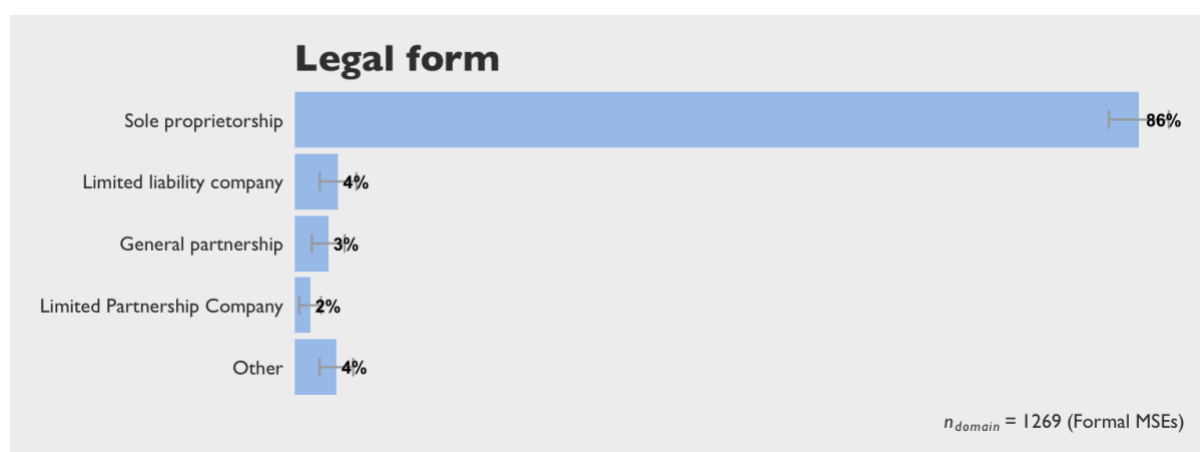 Legal form
Sole proprietorship 86%
Limited liability company 4%
General partnership 3%
Limited Partnership Company 2%
Other 4%
n domain = 1269 (Formal MSEs)